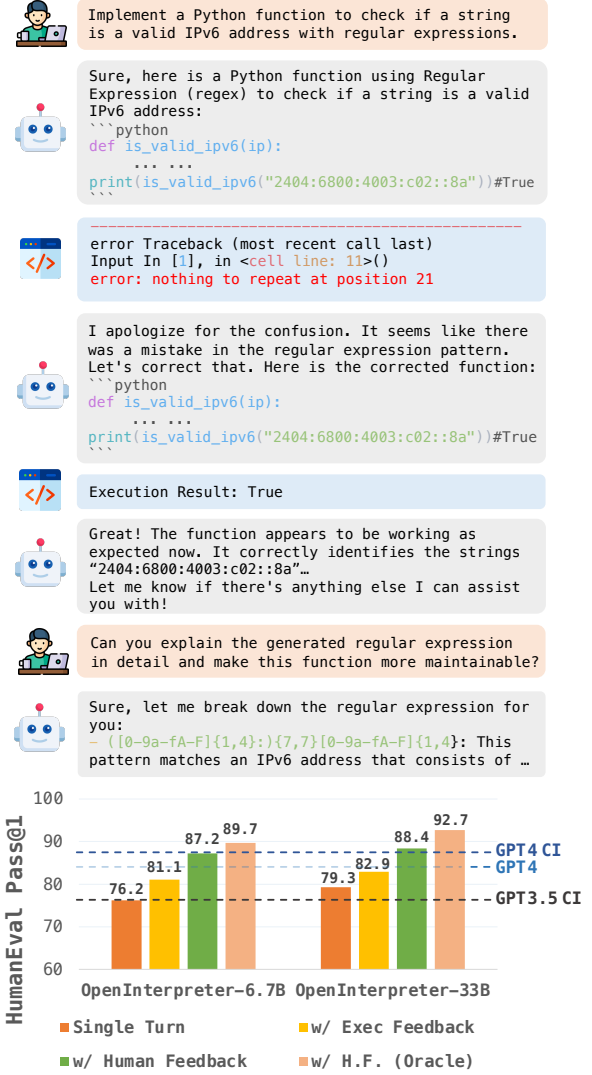 Implement a Python function to check if a string
is a valid IPv6 address with regular expressions.
Sure, here is a Python function using Regular
Expression (regex) to check if a string is a valid
IPv6 address:
```python
def is_valid_ipv6(ip):
... ...
print(is_valid_ipv6("2404:6800:4003:c02::8a"))#True
```
</>
------------------------------------------------
error Traceback (most recent call last)
Input In [1], in <cell line: 11>()
error: nothing to repeat at position 21
I apologize for the confusion. It seems like there
was a mistake in the regular expression pattern.
Let's correct that. Here is the corrected function:
```python
def is_valid_ipv6(ip):
... ...
print(is_valid_ipv6("2404:6800:4003:c02::8a"))#True
```
</>
Execution Result: True
Great! The function appears to be working as
expected now. It correctly identifies the strings
“2404:6800:4003:c02::8a”…
Let me know if there's anything else I can assist
you with!
Can you explain the generated regular expression
in detail and make this function more maintainable?
Sure, let me break down the regular expression for
you:
– ([0-9a-fA-F]{1,4}:){7,7}[0-9a-fA-F]{1,4}: This
pattern matches an IPv6 address that consists of …
HumanEval Pass@1
100
90
80
70
60
76.2
81.1
87.2
89.7
79.3
82.9
88.4
92.7
GPT4 CI
GPT4
GPT3.5 CI
OpenInterpreter-6.7B
OpenInterpreter-33B
Single Turn
w/ Exec Feedback
w/ Human Feedback
w/ H.F. (Oracle)